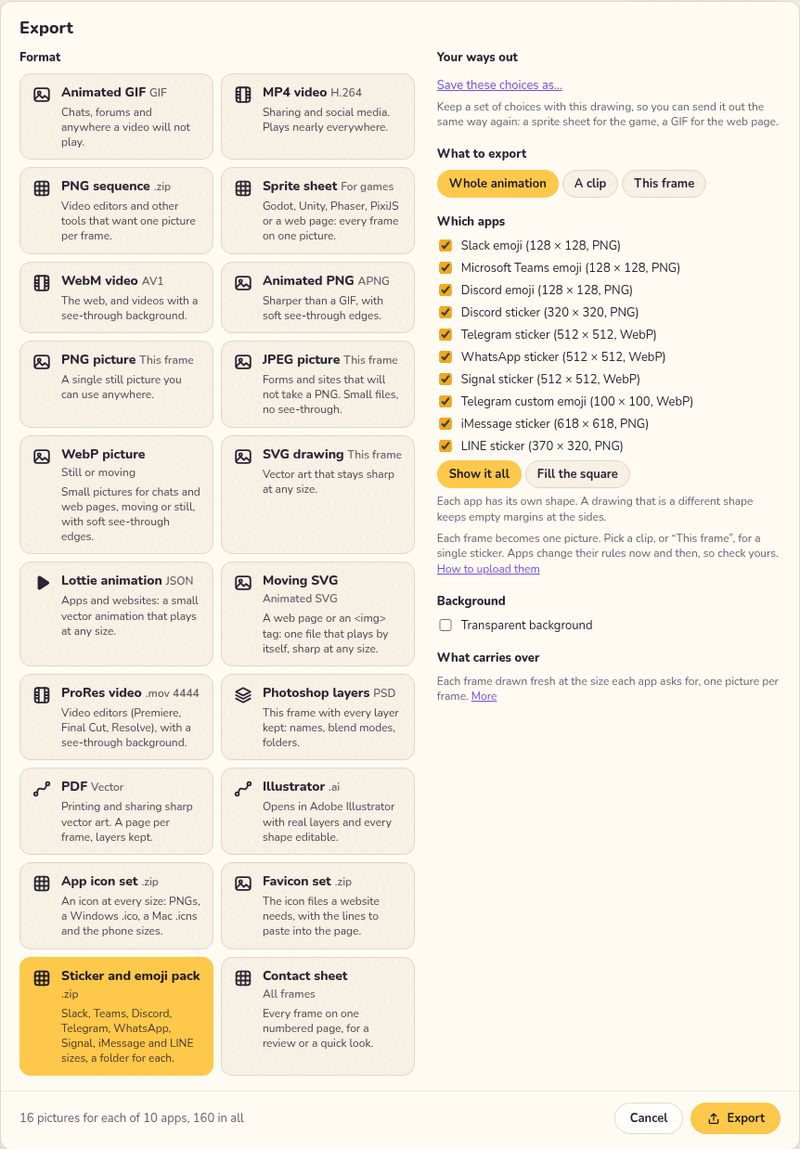 Export
Format
Animated GIF GIF
Chats, forums and
anywhere a video will not
play.
MP4 video H.264
Sharing and social media.
Plays nearly everywhere.
PNG sequence .zip
Video editors and other
tools that want one picture
per frame.
Sprite sheet For games
Godot, Unity, Phaser, PixiJS
or a web page: every frame
on one picture.
WebM video AV1
The web, and videos with a
see-through background.
Animated PNG APNG
Sharper than a GIF, with
soft see-through edges.
PNG picture This frame
A single still picture you
can use anywhere.
JPEG picture This frame
Forms and sites that will
not take a PNG. Small files,
no see-through.
WebP picture
Still or moving
Small pictures for chats and
web pages, moving or still,
with soft see-through
edges.
SVG drawing This frame
Vector art that stays sharp
at any size.
Lottie animation JSON
Apps and websites: a small
vector animation that plays
at any size.
Moving SVG
Animated SVG
A web page or an <img>
tag: one file that plays by
itself, sharp at any size.
ProRes video .mov 4444
Video editors (Premiere,
Final Cut, Resolve), with a
see-through background.
Photoshop layers PSD
This frame with every layer
kept: names, blend modes,
folders.
PDF Vector
Printing and sharing sharp
vector art. A page per
frame, layers kept.
Illustrator .ai
Opens in Adobe Illustrator
with real layers and every
shape editable.
App icon set .zip
An icon at every size: PNGs,
a Windows .ico, a Mac .icns
and the phone sizes.
Favicon set .zip
The icon files a website
needs, with the lines to
paste into the page.
Sticker and emoji pack
.zip
Slack, Teams, Discord,
Telegram, WhatsApp,
Signal, iMessage and LINE
sizes, a folder for each.
Contact sheet
All frames
Every frame on one
numbered page, for a
review or a quick look.
Your ways out
Save these choices as...
Keep a set of choices with this drawing, so you can send it out the
same way again: a sprite sheet for the game, a GIF for the web page.
What to export
Whole animation
A clip
This frame
Which apps
Slack emoji (128 × 128, PNG)
Microsoft Teams emoji (128 × 128, PNG)
Discord emoji (128 × 128, PNG)
Discord sticker (320 × 320, PNG)
Telegram sticker (512 × 512, WebP)
WhatsApp sticker (512 × 512, WebP)
Signal sticker (512 × 512, WebP)
Telegram custom emoji (100 × 100, WebP)
iMessage sticker (618 × 618, PNG)
LINE sticker (370 × 320, PNG)
Show it all
Fill the square
Each app has its own shape. A drawing that is a different shape
keeps empty margins at the sides.
Each frame becomes one picture. Pick a clip, or “This frame”, for a
single sticker. Apps change their rules now and then, so check yours.
How to upload them
Background
Transparent background
What carries over
Each frame drawn fresh at the size each app asks for, one picture per
frame. More
16 pictures for each of 10 apps, 160 in all
Cancel
Export